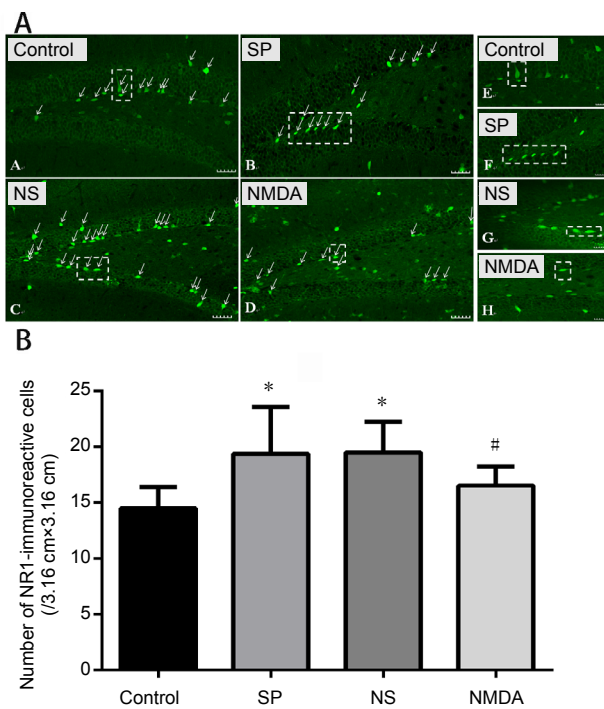 A
Control
SP
Control
E
SP
A
B
F
NS
NMDA
NS
G
NMDA
C
D
H
B
Number of NR1-immunoreactive cells
(/3.16 cm×3.16 cm)
25
20
15
10
5
0
*
*
#
Control
SP
NS
NMDA